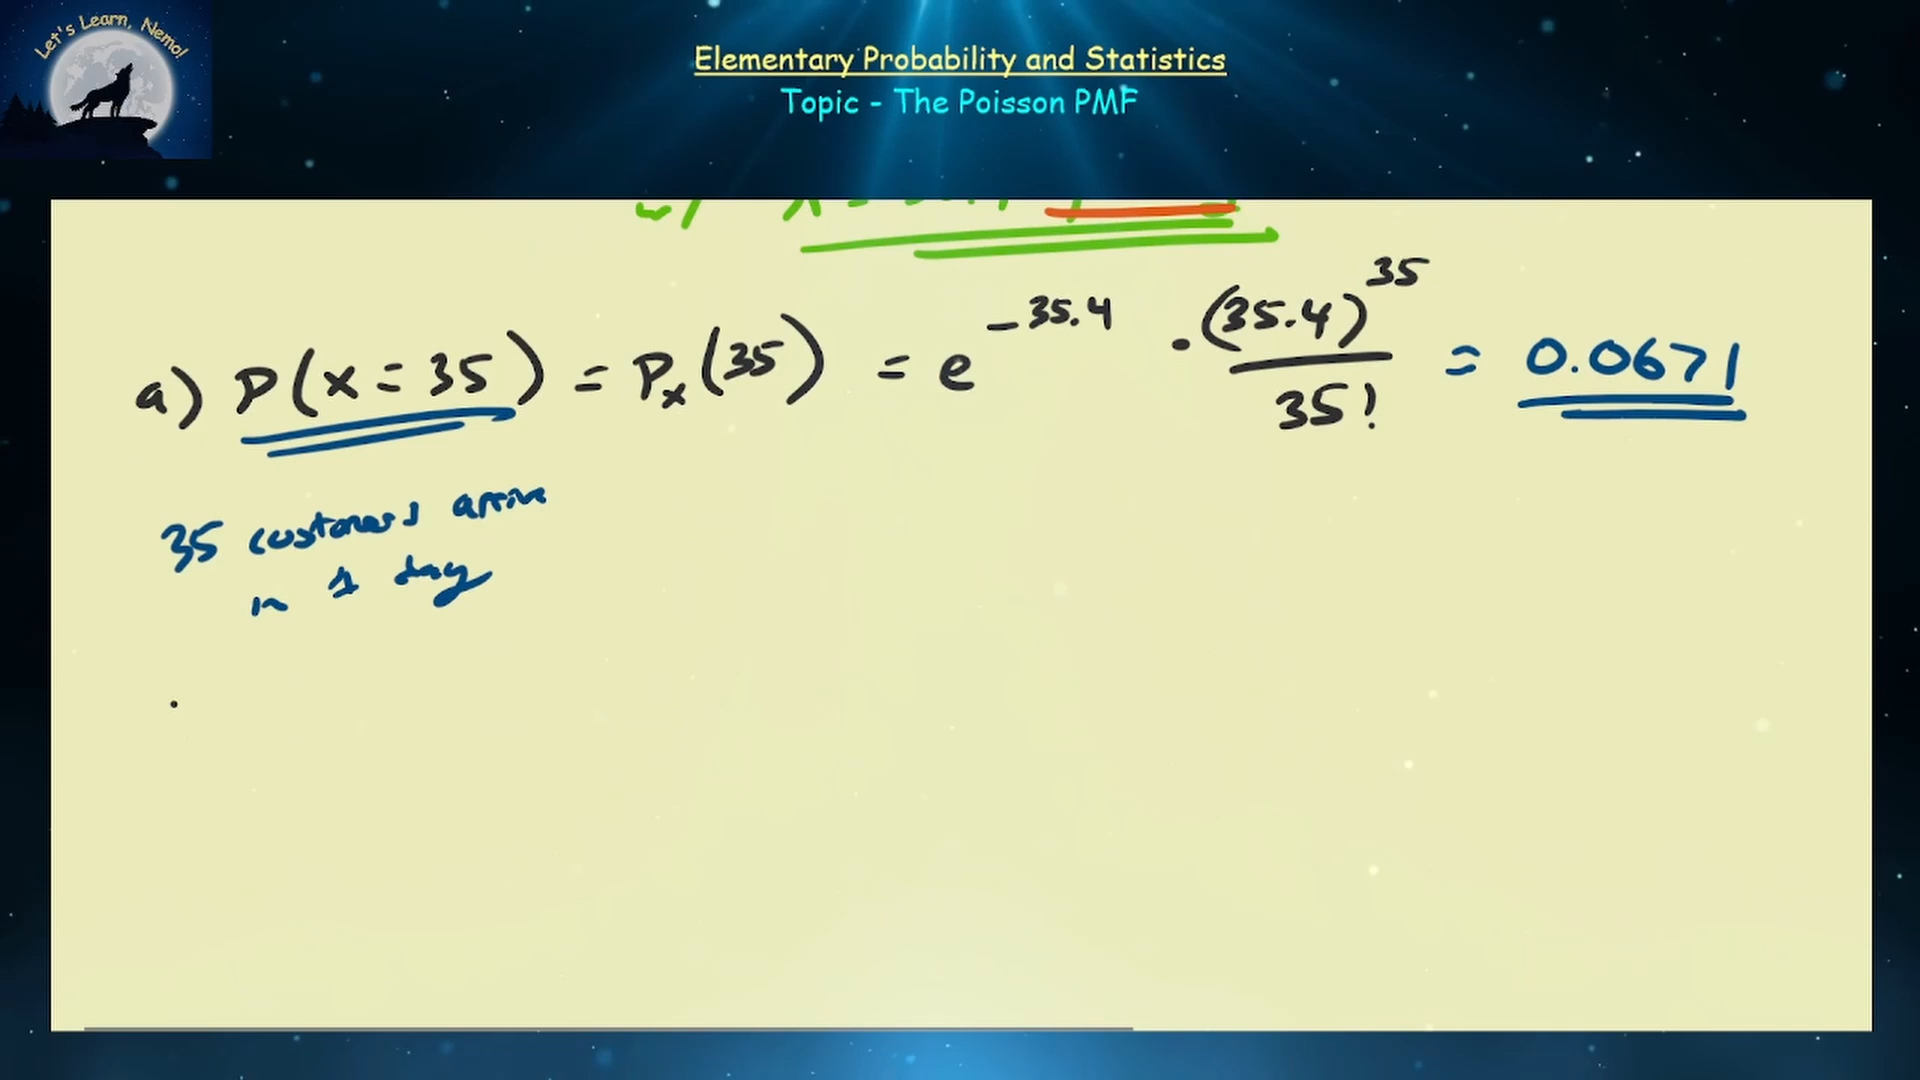 Let's Learn, Nemo!
Elementary Probability and Statistics
Topic - The Poisson PMF
a) P(x = 35) = Pₓ(35) = e^(-35.4) · (35.4)^35 / 35! = 0.0671
35 customers arrive
in 1 day